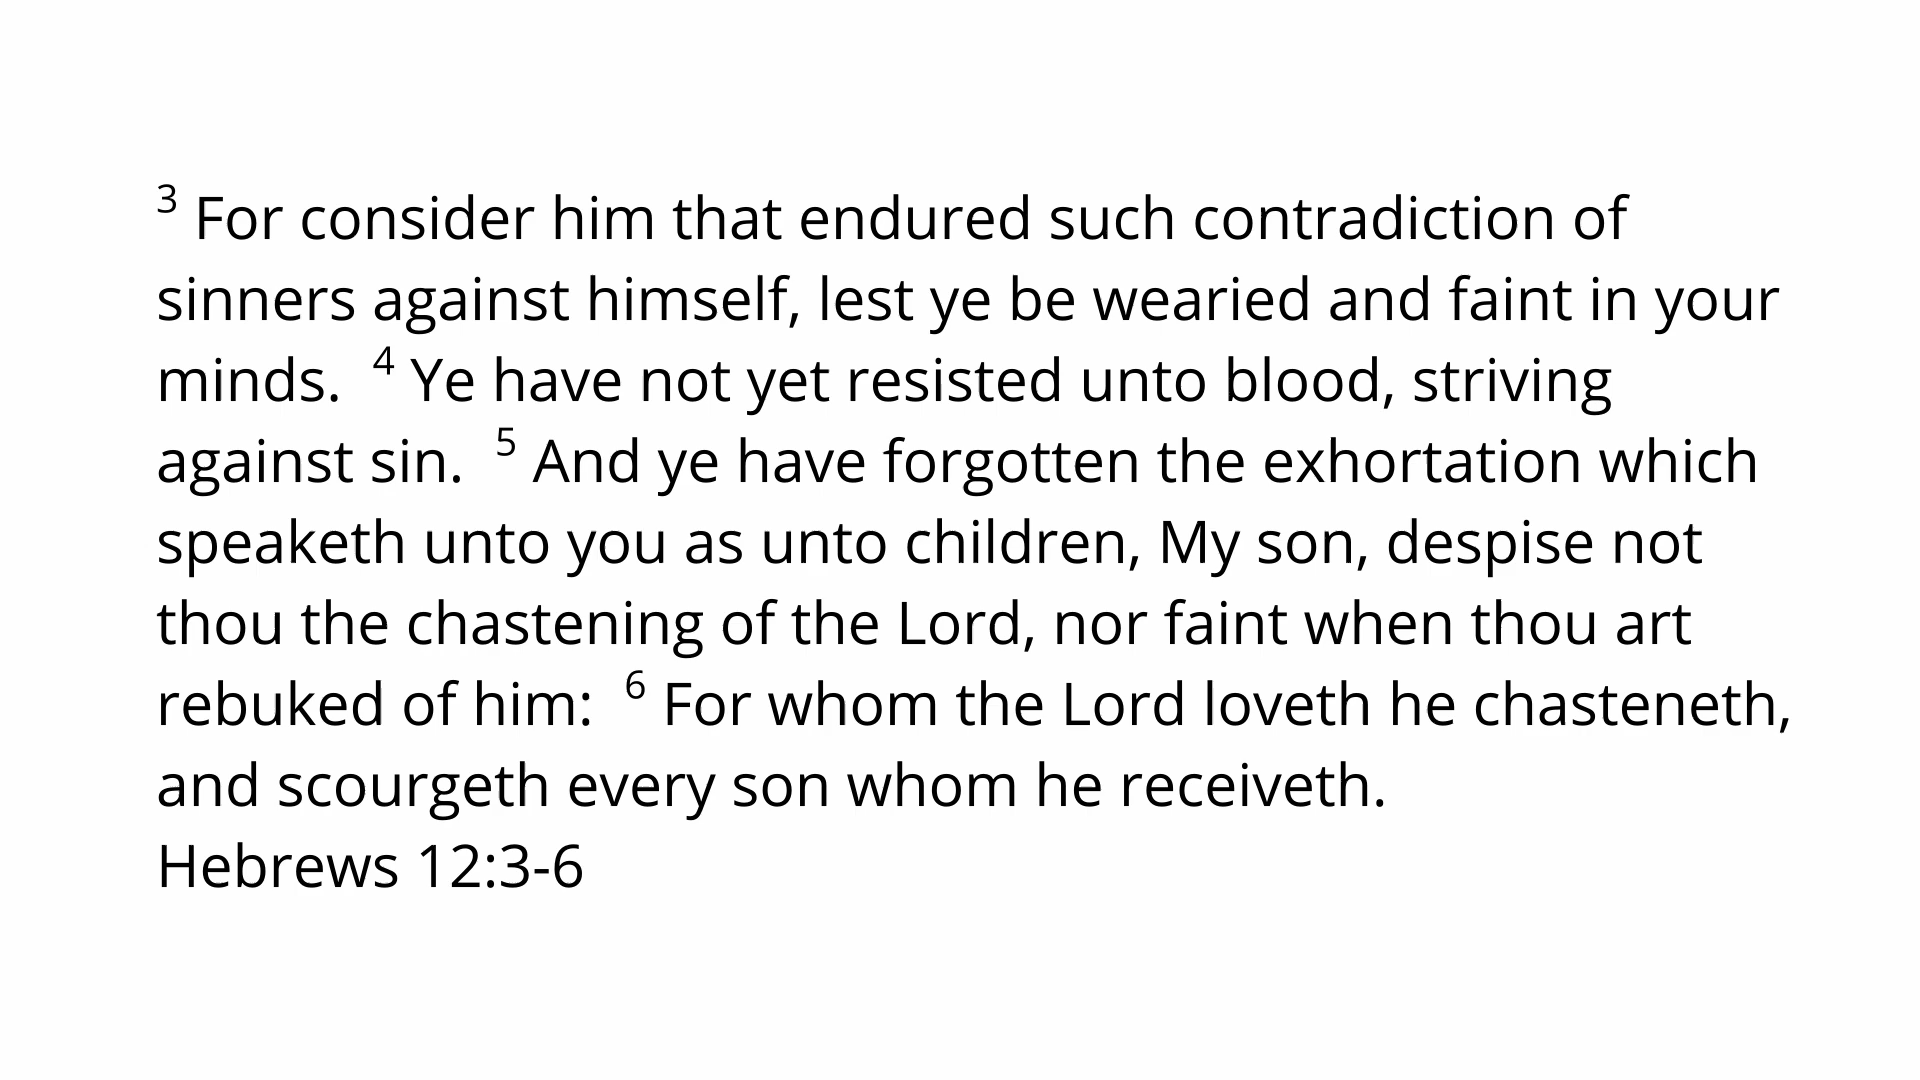 3 For consider him that endured such contradiction of
sinners against himself, lest ye be wearied and faint in your
minds. 4 Ye have not yet resisted unto blood, striving
against sin. 5 And ye have forgotten the exhortation which
speaketh unto you as unto children, My son, despise not
thou the chastening of the Lord, nor faint when thou art
rebuked of him: 6 For whom the Lord loveth he chasteneth,
and scourgeth every son whom he receiveth.
Hebrews 12:3-6